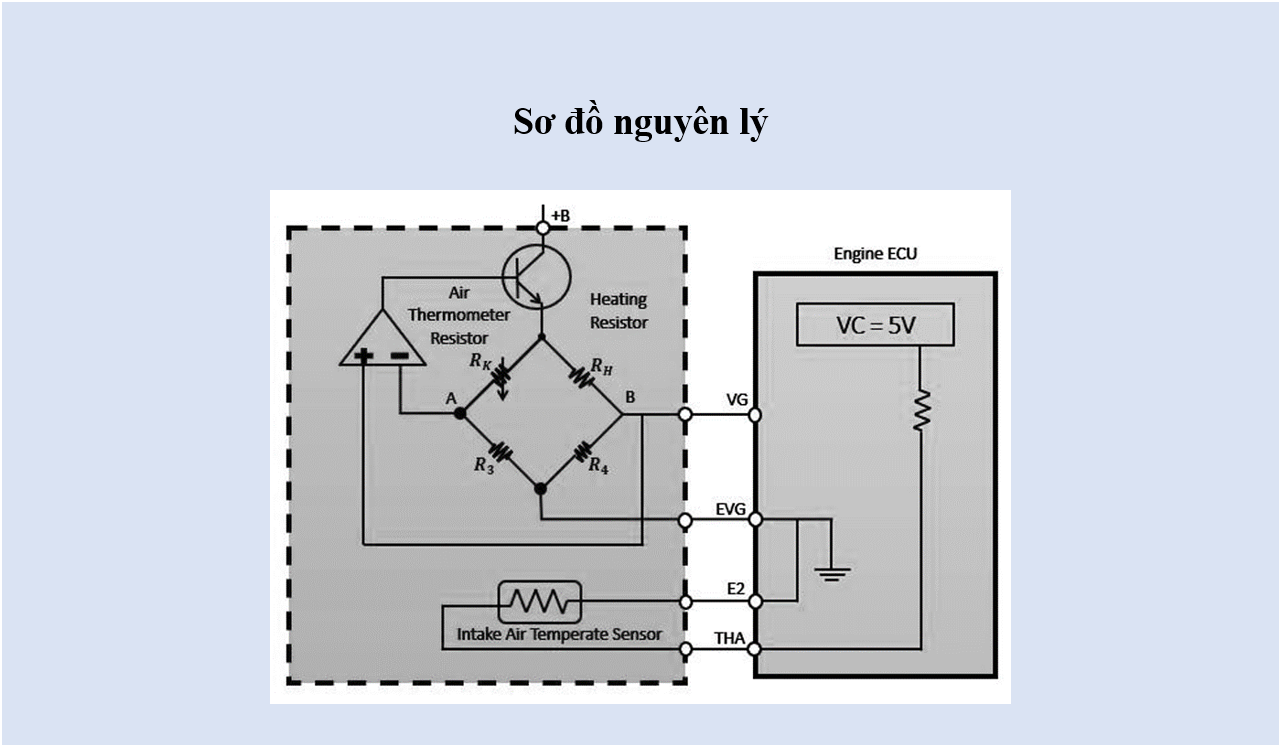 Sơ đồ nguyên lý
+B
Engine ECU
Air
Thermometer
Resistor
Heating
Resistor
VC = 5V
+ −
R_K
R_H
A
B
VG
R_3
R_4
EVG
E2
Intake Air Temperate Sensor
THA